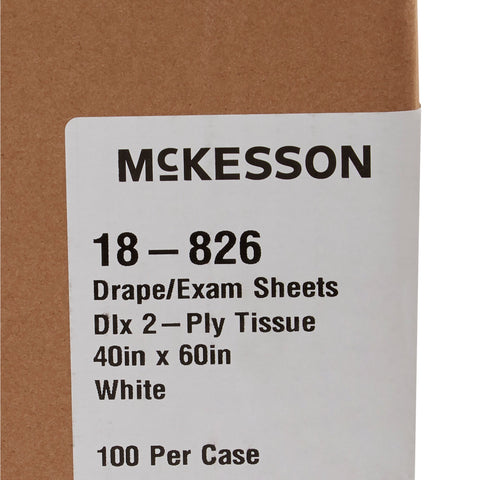 McKESSON
18-826
Drape/Exam Sheets
Dlx 2-Ply Tissue
40in x 60in
White
100 Per Case